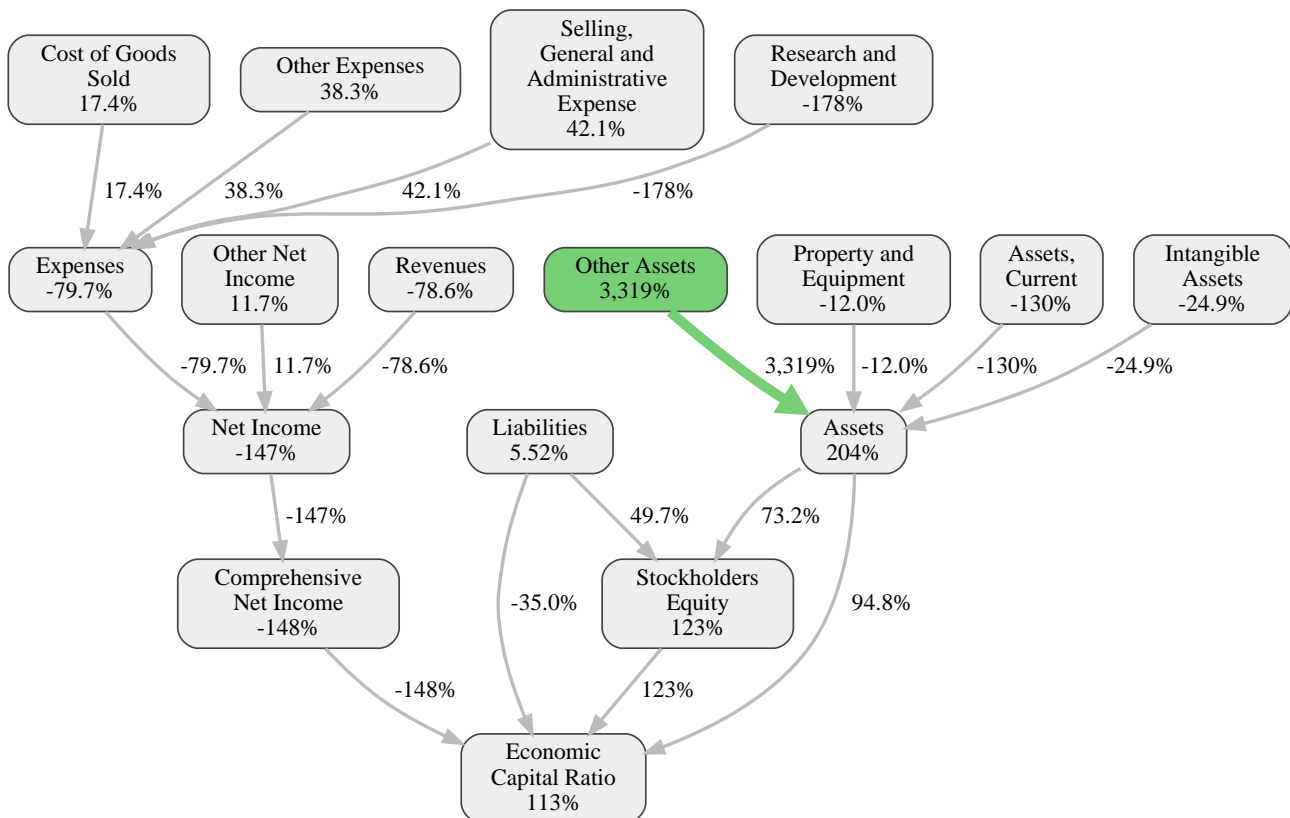 Cost of Goods
Sold
17.4%
Other Expenses
38.3%
Selling,
General and
Administrative
Expense
42.1%
Research and
Development
-178%
17.4%
38.3%
42.1%
-178%
Expenses
-79.7%
Other Net
Income
11.7%
Revenues
-78.6%
Other Assets
3,319%
Property and
Equipment
-12.0%
Assets,
Current
-130%
Intangible
Assets
-24.9%
-79.7%
11.7%
-78.6%
3,319%
-12.0%
-130%
-24.9%
Net Income
-147%
Liabilities
5.52%
Assets
204%
-147%
49.7%
73.2%
Comprehensive
Net Income
-148%
-35.0%
Stockholders
Equity
123%
94.8%
-148%
123%
Economic
Capital Ratio
113%